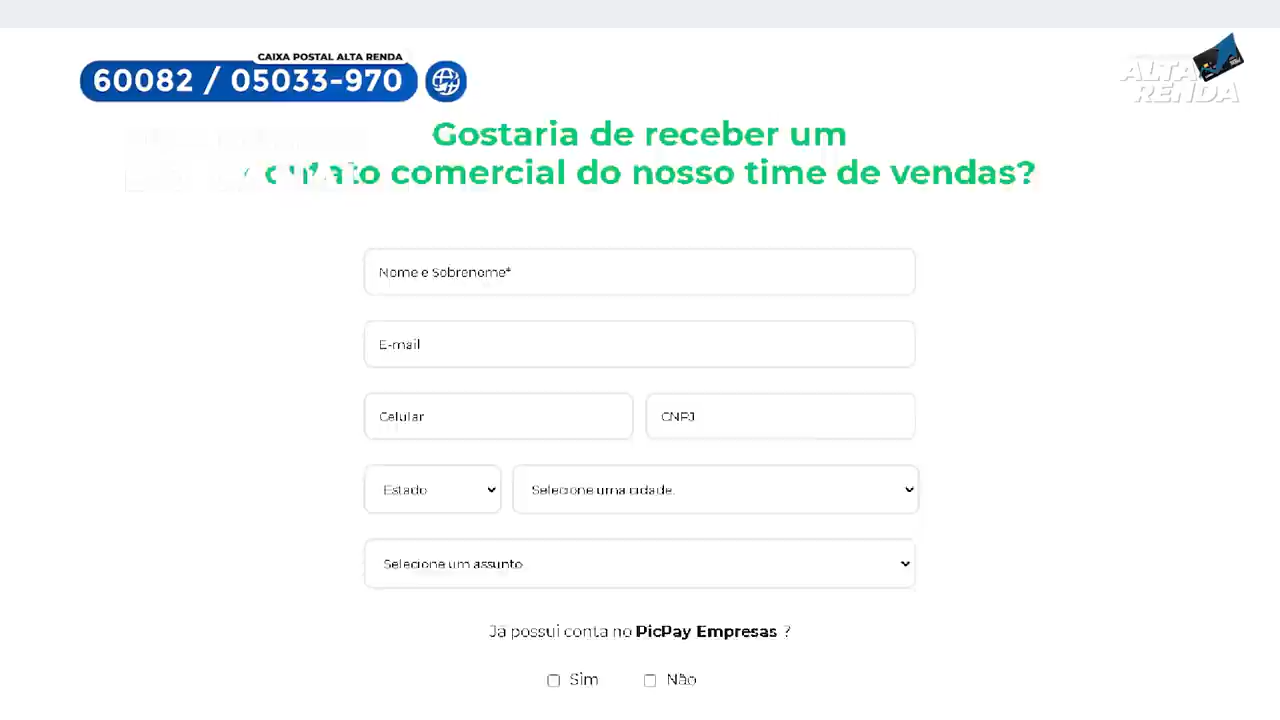 CAIXA POSTAL ALTA RENDA
60082 / 05033-970
ALTA
RENDA
Gostaria de receber um
contato comercial do nosso time de vendas?
Nome e Sobrenome*
E-mail
Celular
CNPJ
Estado
Selecione uma cidade.
Selecione um assunto
Já possui conta no PicPay Empresas ?
Sim
Não